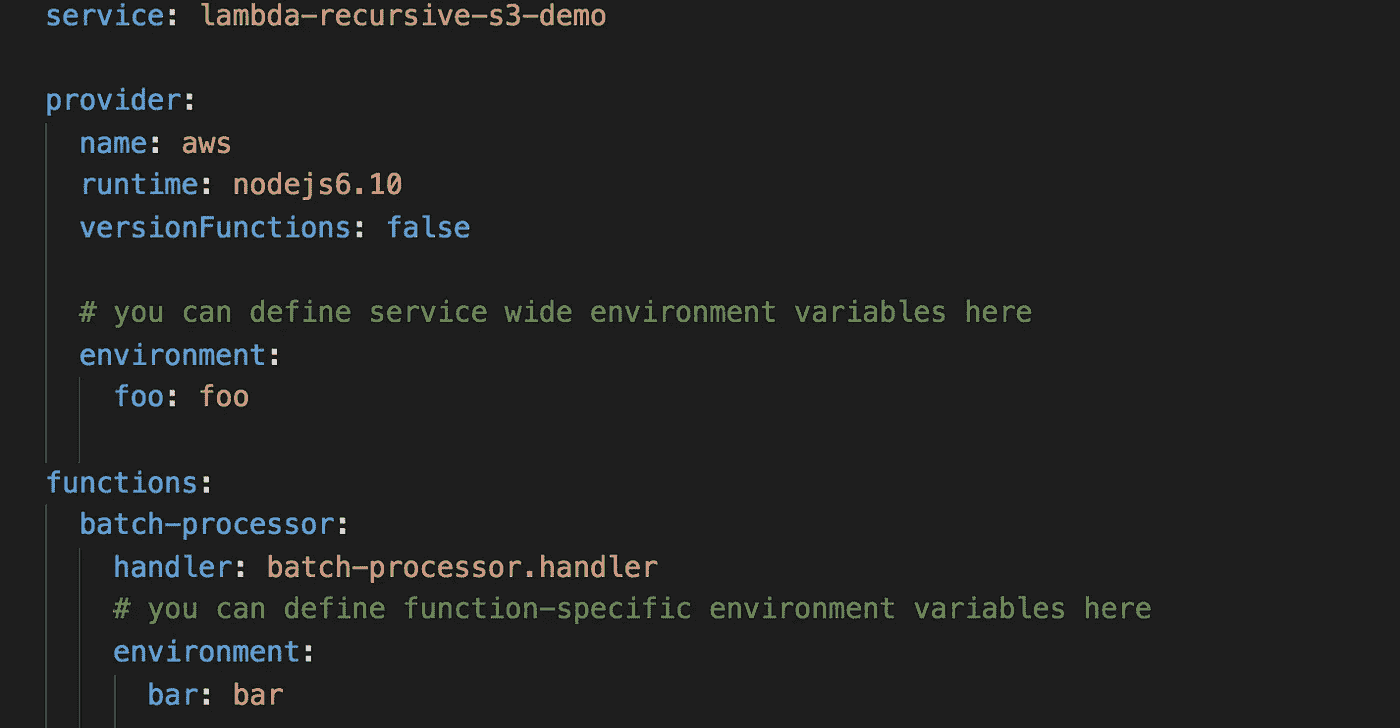 service: lambda-recursive-s3-demo
provider:
name: aws
runtime: nodejs6.10
versionFunctions: false
# you can define service wide environment variables here
environment:
foo: foo
functions:
batch-processor:
handler: batch-processor.handler
# you can define function-specific environment variables here
environment:
bar: bar